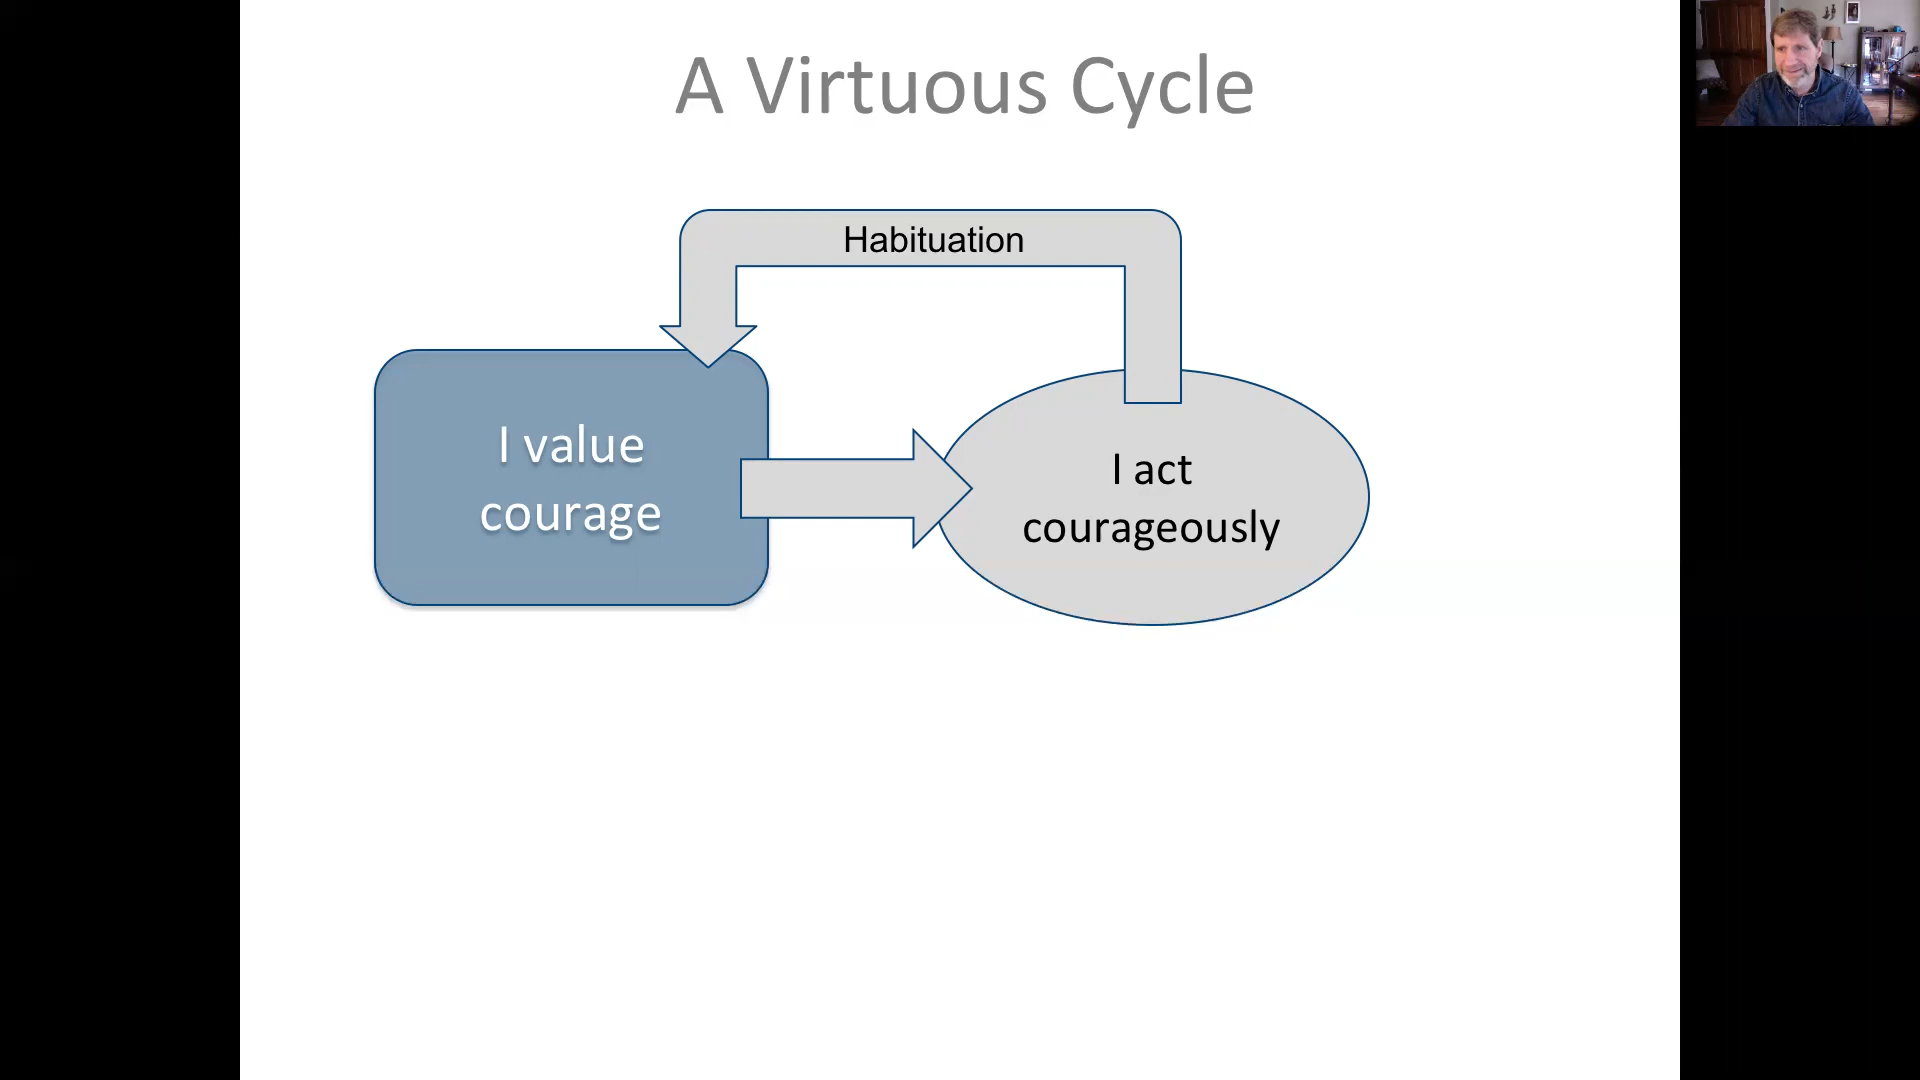 A Virtuous Cycle
Habituation
I value
courage
I act
courageously